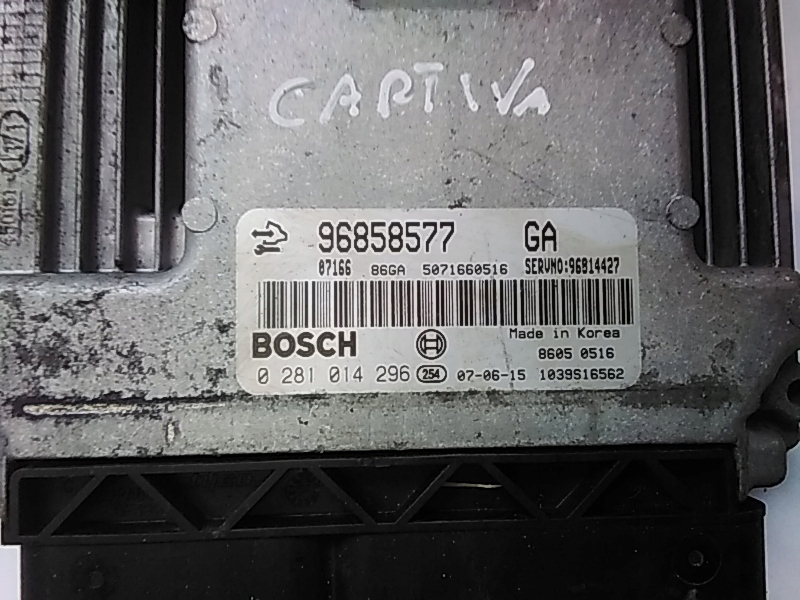 CARTIVA
96858577 GA
07166 86GA 5071660516 SERVNO:96814427
BOSCH Made in Korea
8605 0516
0 281 014 296 254 07-06-15 1039S16562